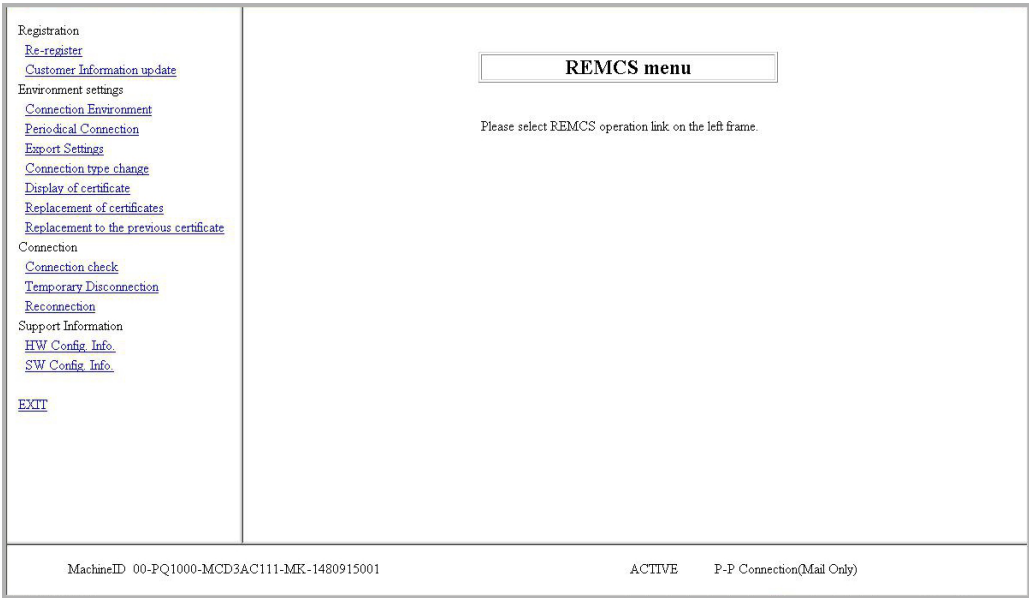 Registration
Re-register
Customer Information update
Environment settings
Connection Environment
Periodical Connection
Export Settings
Connection type change
Display of certificate
Replacement of certificates
Replacement to the previous certificate
Connection
Connection check
Temporary Disconnection
Reconnection
Support Information
HW Config. Info.
SW Config. Info.
EXIT
REMCS menu
Please select REMCS operation link on the left frame.
MachineID 00-PQ1000-MCD3AC111-MK-1480915001 ACTIVE P-P Connection(Mail Only)